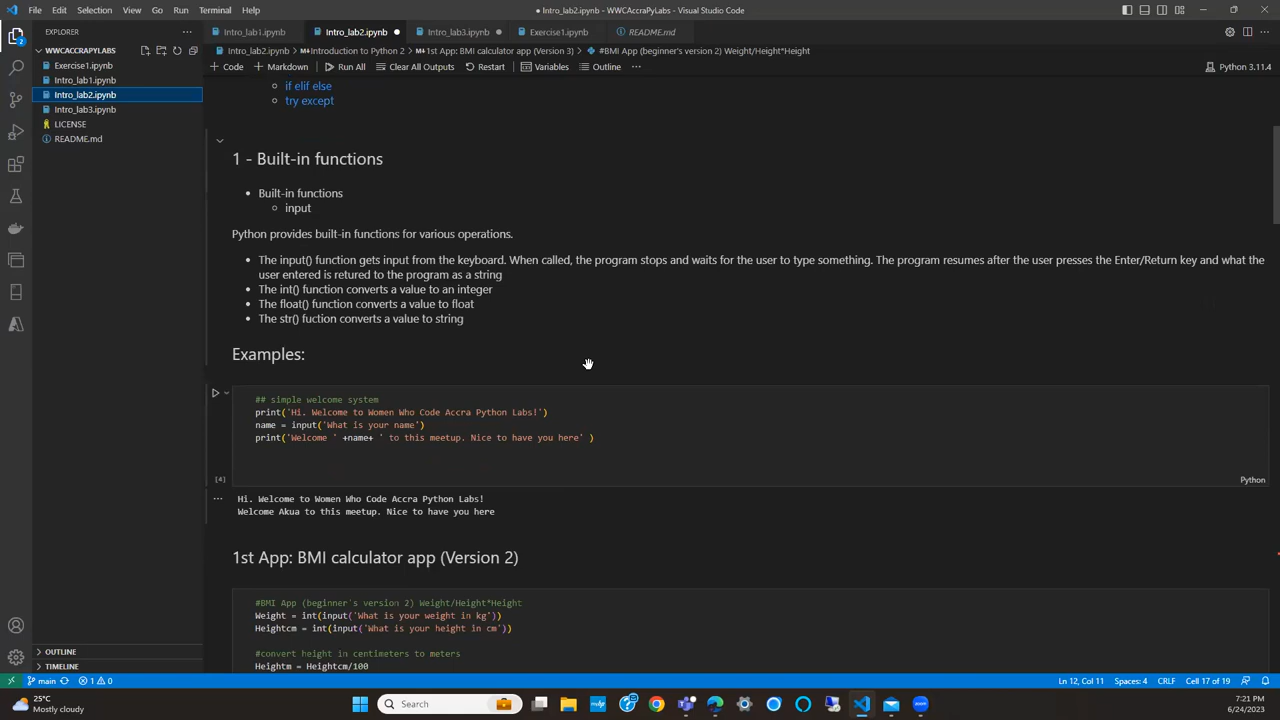 File Edit Selection View Go Run Terminal Help
● Intro_lab2.ipynb - WWCAccraPyLabs - Visual Studio Code
EXPLORER
Intro_lab1.ipynb
Intro_lab2.ipynb
Intro_lab3.ipynb
Exercise1.ipynb
README.md
WWCACCRAPYLABS
Intro_lab2.ipynb > Introduction to Python 2 > 1st App: BMI calculator app (Version 3) > #BMI App (beginner's version 2) Weight/Height*Height
Exercise1.ipynb
Intro_lab1.ipynb
Intro_lab2.ipynb
Intro_lab3.ipynb
LICENSE
README.md
+ Code + Markdown Run All Clear All Outputs Restart Variables Outline ...
Python 3.11.4
if elif else
try except
1 - Built-in functions
Built-in functions
input
Python provides built-in functions for various operations.
The input() function gets input from the keyboard. When called, the program stops and waits for the user to type something. The program resumes after the user presses the Enter/Return key and what the
user entered is retured to the program as a string
The int() function converts a value to an integer
The float() function converts a value to float
The str() fuction converts a value to string
Examples:
## simple welcome system
print('Hi. Welcome to Women Who Code Accra Python Labs!')
name = input('What is your name')
print('Welcome ' +name+ ' to this meetup. Nice to have you here' )
[4]
Python
Hi. Welcome to Women Who Code Accra Python Labs!
Welcome Akua to this meetup. Nice to have you here
1st App: BMI calculator app (Version 2)
#BMI App (beginner's version 2) Weight/Height*Height
Weight = int(input('What is your weight in kg'))
Heightcm = int(input('What is your height in cm'))
#convert height in centimeters to meters
Heightm = Heightcm/100
OUTLINE
TIMELINE
main
1 0
Ln 12, Col 11 Spaces: 4 CRLF Cell 17 of 19
25°C
Mostly cloudy
Search
7:21 PM
6/24/2023